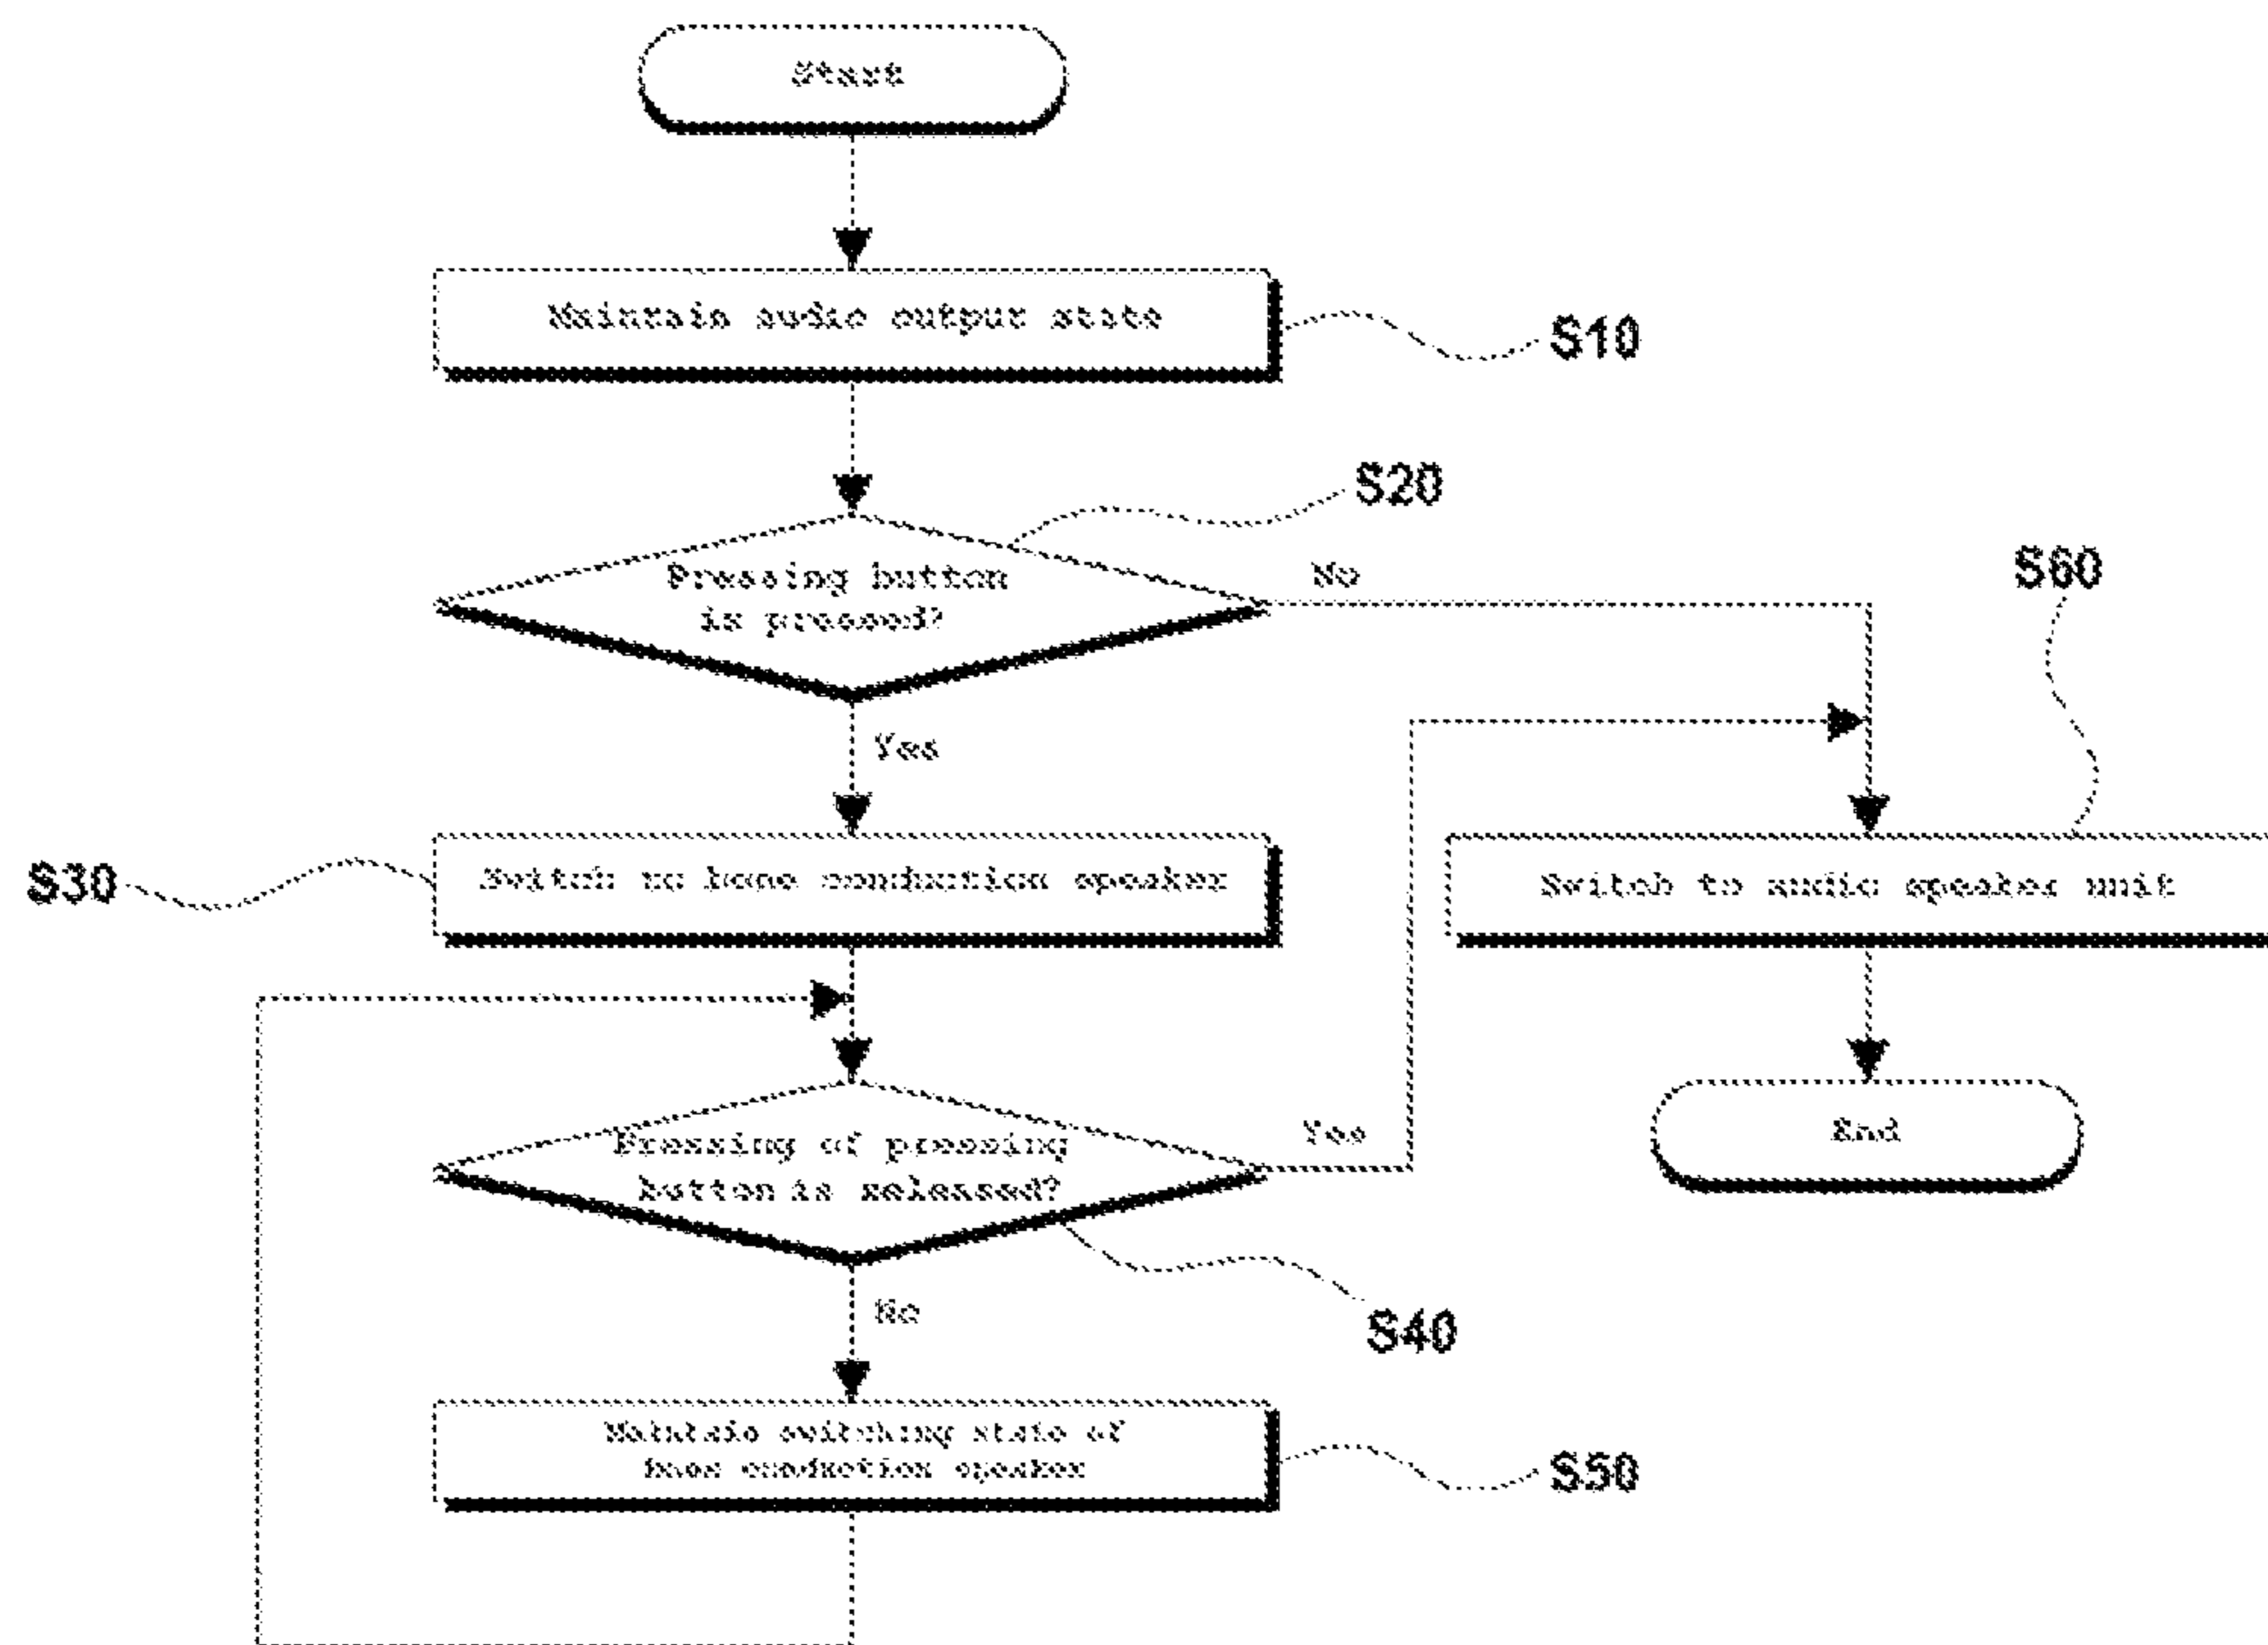 Start
Maintain audio output state
S10
S20
Pressing button
is pressed?
No
S60
Yes
S30
Switch to bone conduction speaker
Switch to audio speaker unit
Pressing of pressing
button is released?
Yes
End
S40
No
Maintain switching state of
bone conduction speaker
S50